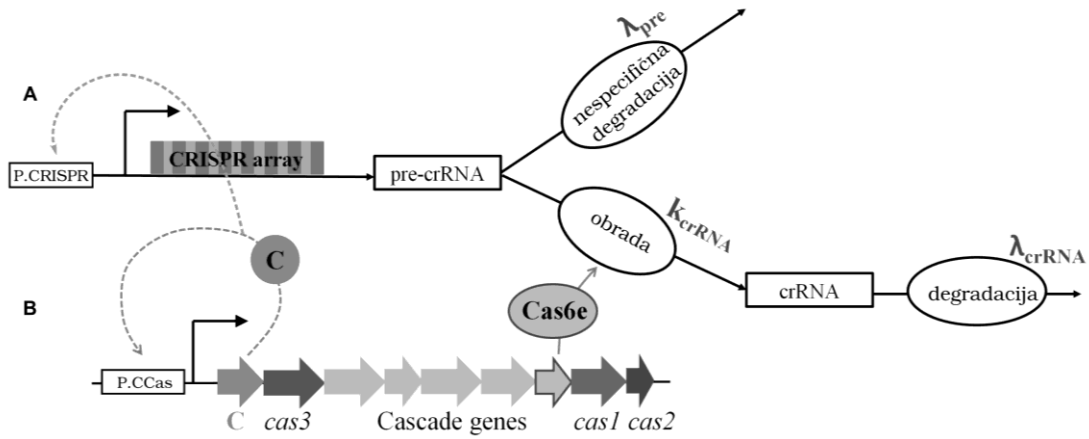 A
P.CRISPR
CRISPR array
pre-crRNA
nespecifična
degradacija
λpre
obrada
kcrRNA
crRNA
degradacija
λcrRNA
C
B
Cas6e
P.CCas
C cas3 Cascade genes cas1 cas2